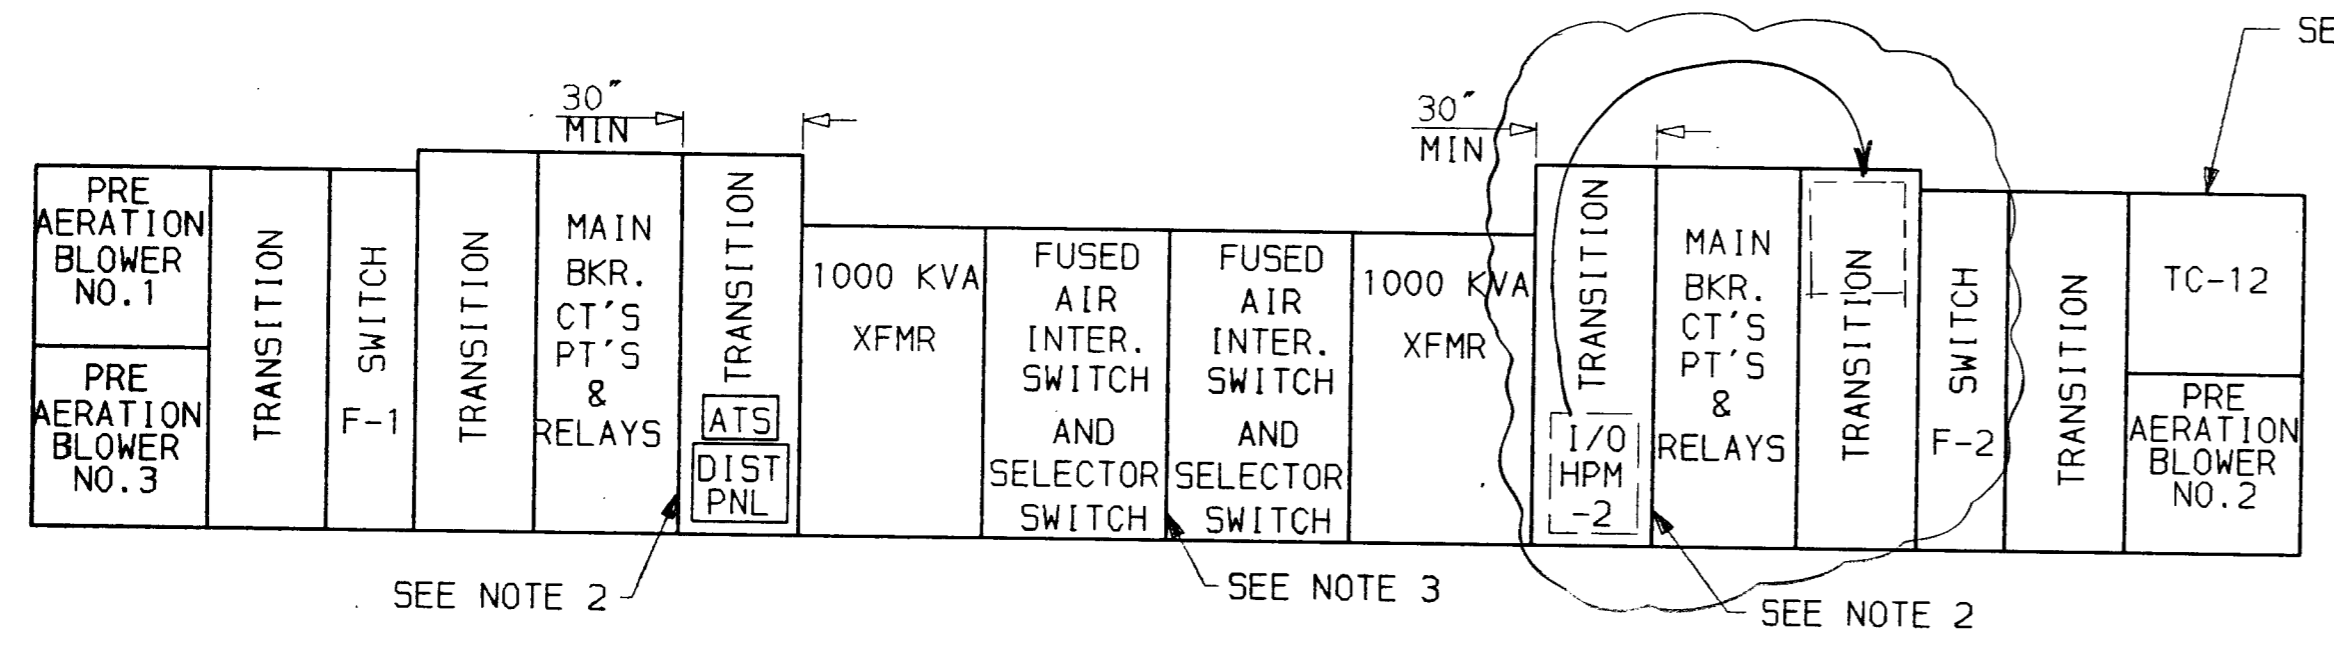 SE
30"
MIN
30"
MIN
PRE
AERATION
BLOWER
NO.1
PRE
AERATION
BLOWER
NO.3
TRANSITION
SWITCH
F-1
TRANSITION
MAIN
BKR.
CT'S
PT'S
&
RELAYS
TRANSITION
ATS
DIST
PNL
1000 KVA
XFMR
FUSED
AIR
INTER.
SWITCH
AND
SELECTOR
SWITCH
FUSED
AIR
INTER.
SWITCH
AND
SELECTOR
SWITCH
1000 KVA
XFMR
TRANSITION
I/O
HPM
-2
MAIN
BKR.
CT'S
PT'S
&
RELAYS
TRANSITION
SWITCH
F-2
TRANSITION
TC-12
PRE
AERATION
BLOWER
NO.2
SEE NOTE 2
SEE NOTE 3
SEE NOTE 2